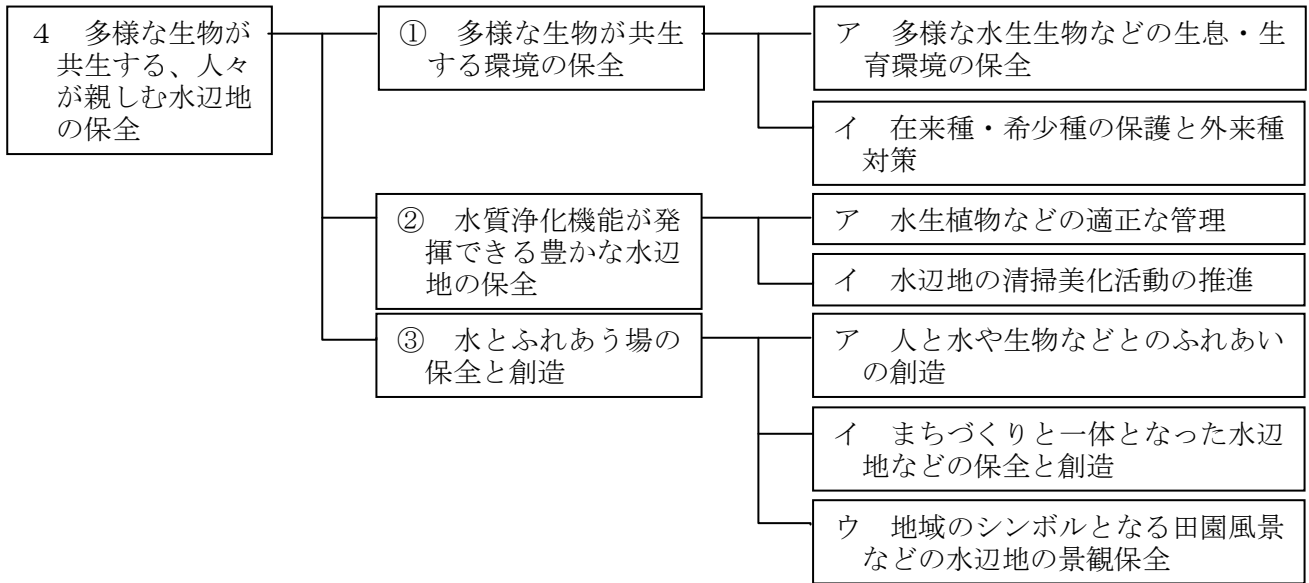 4　多様な生物が
共生する、人々
が親しむ水辺地
の保全
①　多様な生物が共生
する環境の保全
ア　多様な水生生物などの生息・生
育環境の保全
イ　在来種・希少種の保護と外来種
対策
②　水質浄化機能が発
揮できる豊かな水辺
地の保全
ア　水生植物などの適正な管理
イ　水辺地の清掃美化活動の推進
③　水とふれあう場の
保全と創造
ア　人と水や生物などとのふれあい
の創造
イ　まちづくりと一体となった水辺
地などの保全と創造
ウ　地域のシンボルとなる田園風景
などの水辺地の景観保全